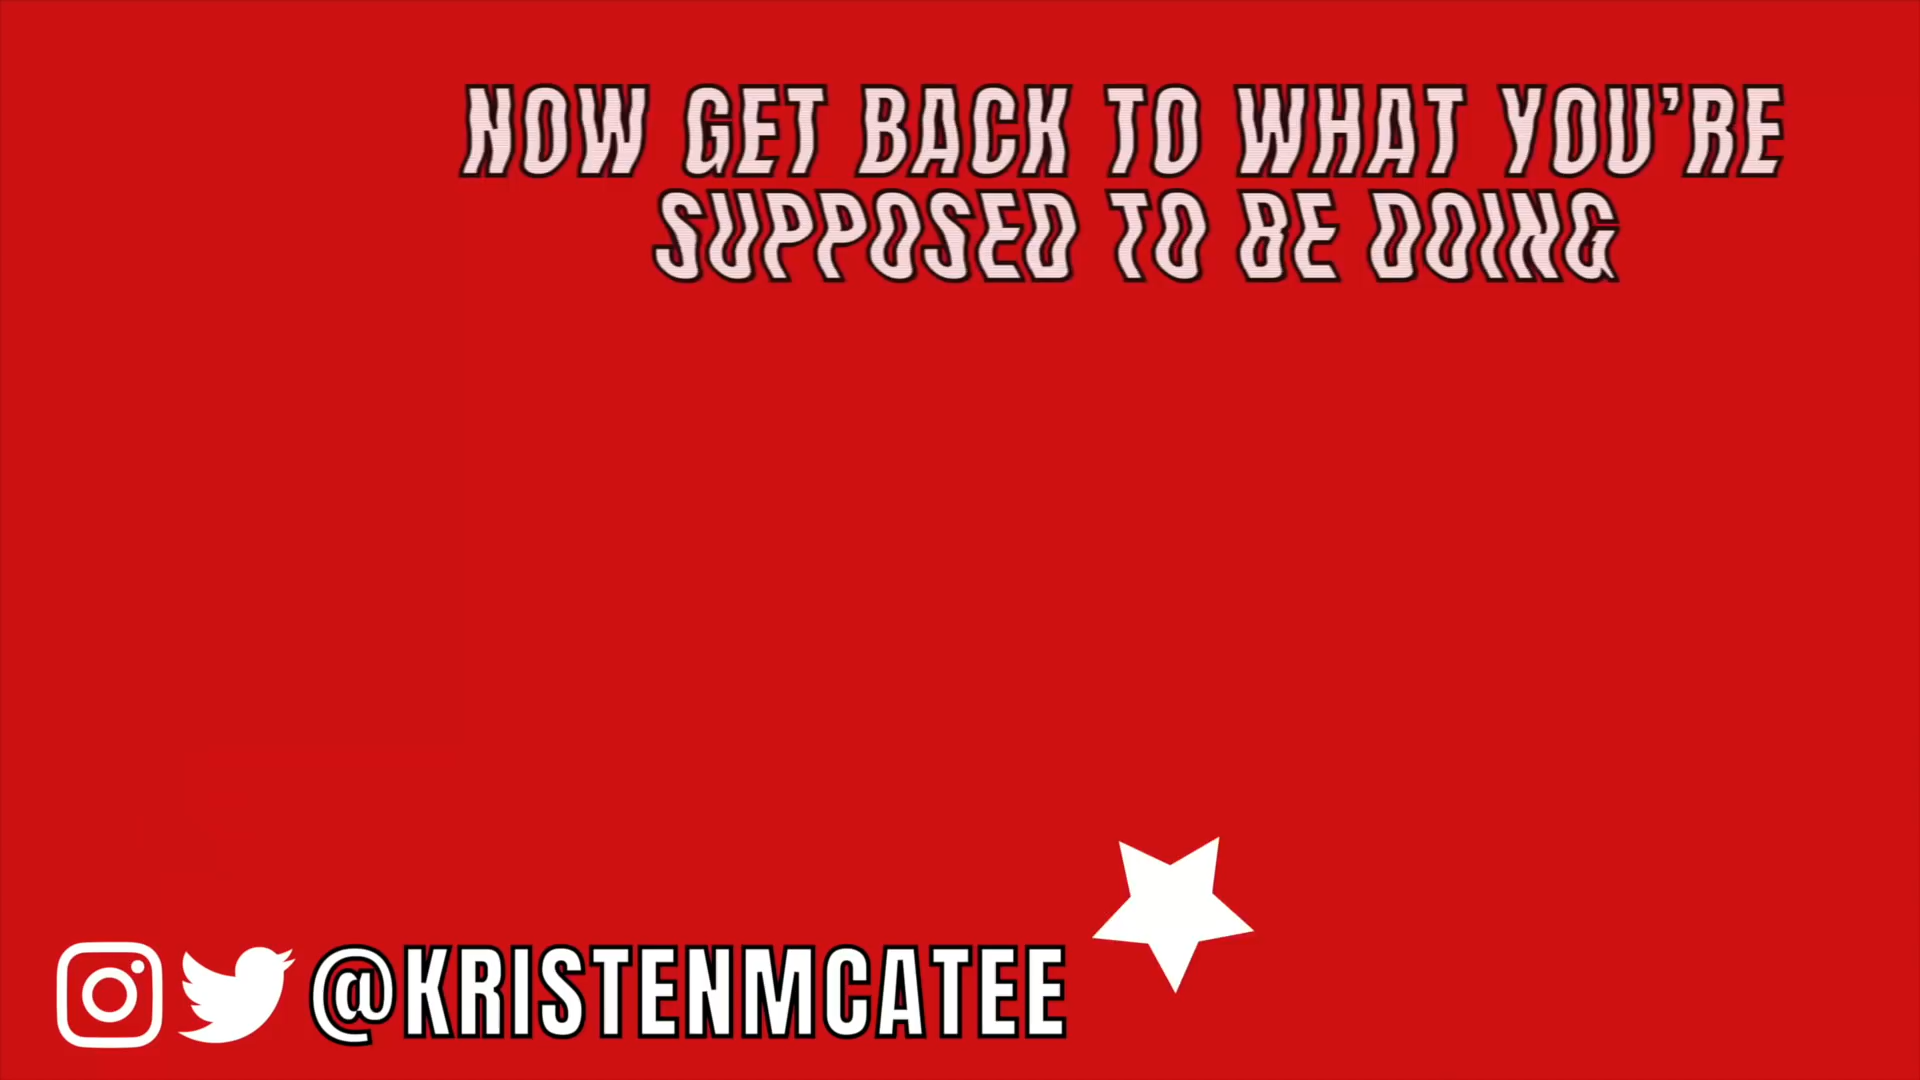 NOW GET BACK TO WHAT YOU’RE
SUPPOSED TO BE DOING
@KRISTENMCATEE